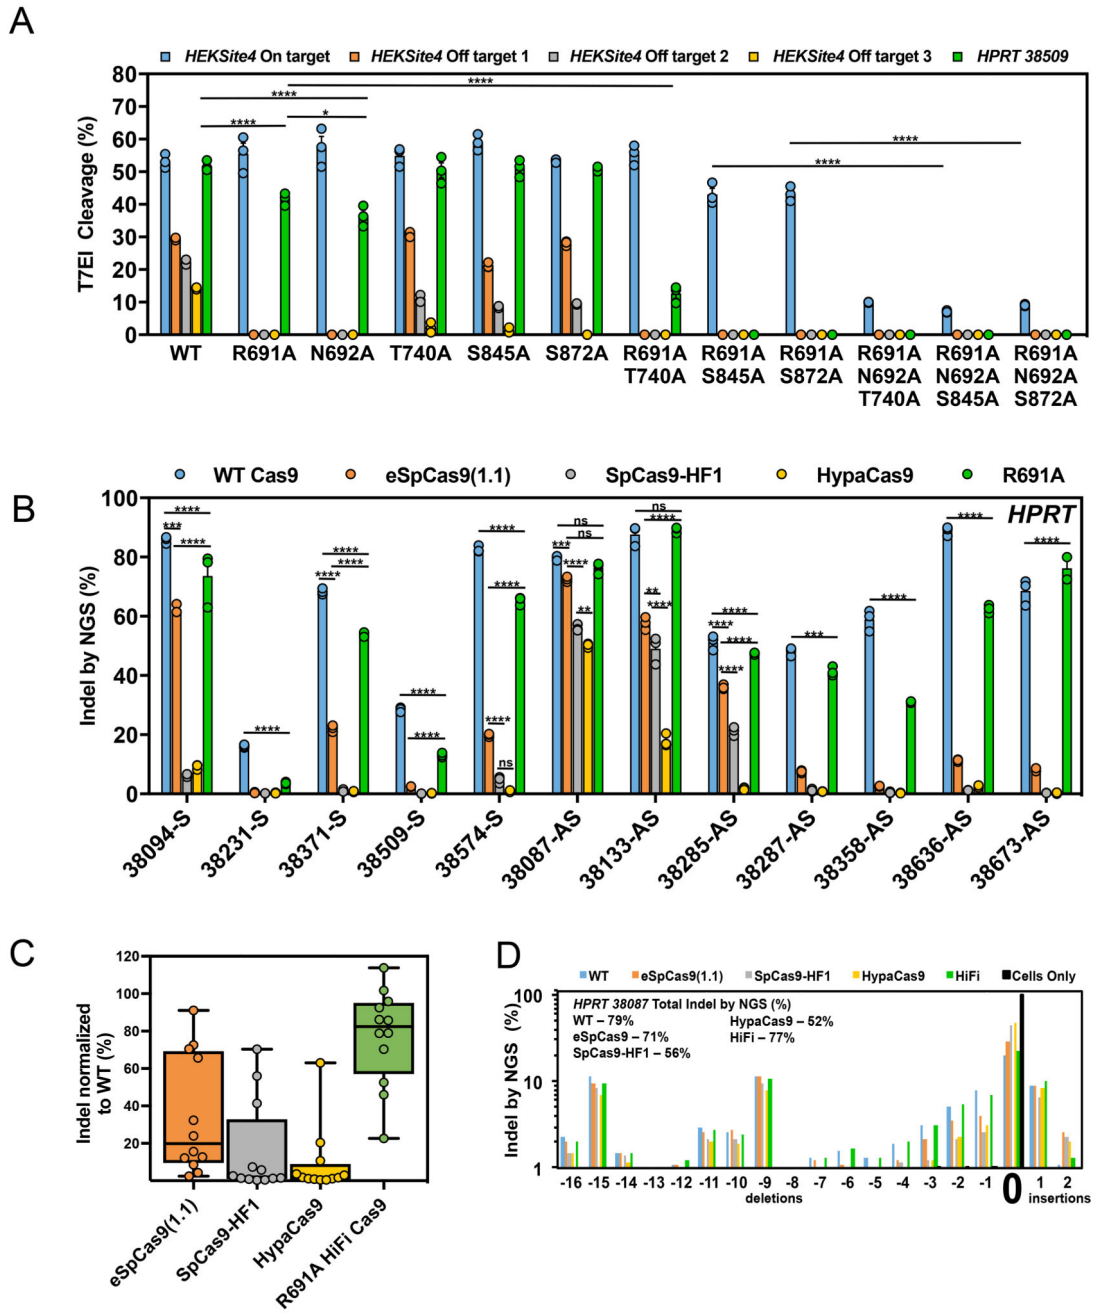 A
HEKSite4 On target HEKSite4 Off target 1 HEKSite4 Off target 2 HEKSite4 Off target 3 HPRT 38509
T7EI Cleavage (%)
80
70
60
50
40
30
20
10
0
****
****
****
*
****
****
WT R691A N692A T740A S845A S872A R691A R691A R691A R691A R691A R691A
T740A S845A S872A N692A N692A N692A
T740A S845A S872A
B
WT Cas9 eSpCas9(1.1) SpCas9-HF1 HypaCas9 R691A
HPRT
Indel by NGS (%)
100
80
60
40
20
0
****
***
****
****
****
****
****
****
****
****
****
****
ns
ns
ns
***
****
**
ns
****
**
****
****
****
****
****
***
****
****
****
38094-S
38231-S
38371-S
38509-S
38574-S
38087-AS
38133-AS
38285-AS
38287-AS
38358-AS
38636-AS
38673-AS
C
Indel normalized
to WT (%)
120
100
80
60
40
20
eSpCas9(1.1)
SpCas9-HF1
HypaCas9
R691A HiFi Cas9
D
WT eSpCas9(1.1) SpCas9-HF1 HypaCas9 HiFi Cells Only
Indel by NGS (%)
100
10
1
HPRT 38087 Total Indel by NGS (%)
WT – 79% HypaCas9 – 52%
eSpCas9 – 71% HiFi – 77%
SpCas9-HF1 – 56%
-16 -15 -14 -13 -12 -11 -10 -9 -8 -7 -6 -5 -4 -3 -2 -1 0 1 2
deletions insertions